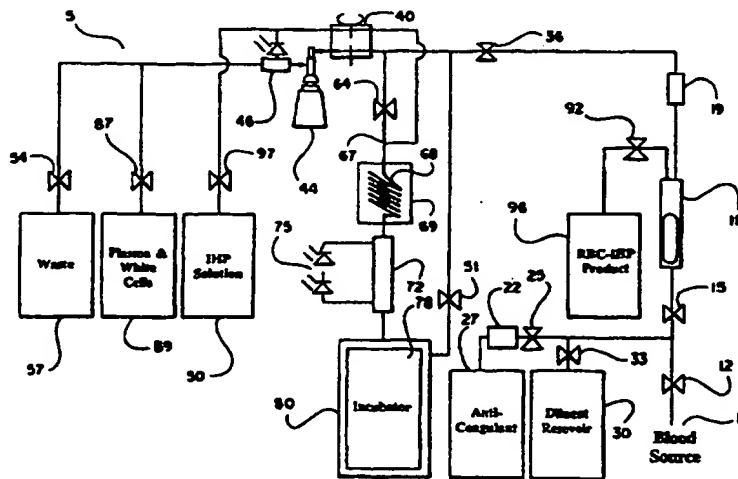 5
40
36
64
19
46
87
92
54
97
67
68
44
69
96
Waste
Plasma &
White
Cells
IHP
Solution
RBC-IHP
Product
75
72
51
15
22
25
78
27
33
12
57
89
50
80
Incubator
Anti-
Coagulant
Diluent
Reservoir
30
Blood
Source